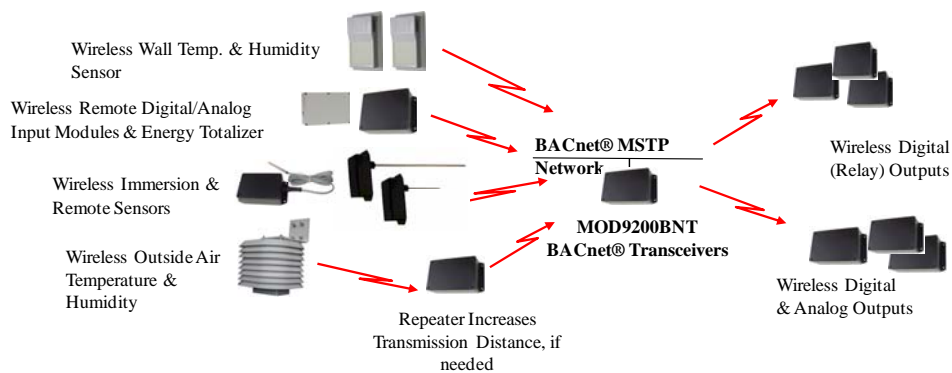 Wireless Wall Temp. & Humidity
Sensor
Wireless Remote Digital/Analog
Input Modules & Energy Totalizer
Wireless Immersion &
Remote Sensors
Wireless Outside Air
Temperature &
Humidity
Repeater Increases
Transmission Distance, if
needed
BACnet® MSTP
Network
MOD9200BNT
BACnet® Transceivers
Wireless Digital
(Relay) Outputs
Wireless Digital
& Analog Outputs